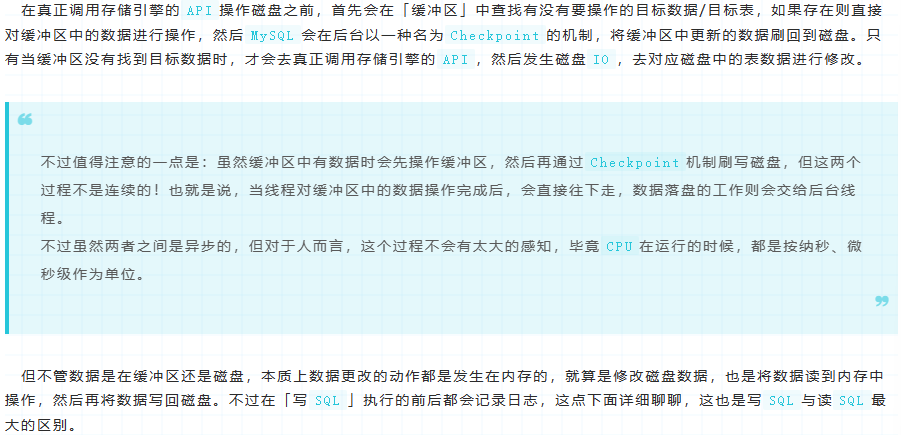 在真正调用存储引擎的 API 操作磁盘之前，首先会在「缓冲区」中查找有没有要操作的目标数据/目标表，如果存在则直接
对缓冲区中的数据进行操作，然后 MySQL 会在后台以一种名为 Checkpoint 的机制，将缓冲区中更新的数据刷回到磁盘。只
有当缓冲区没有找到目标数据时，才会去真正调用存储引擎的 API ，然后发生磁盘 IO ，去对应磁盘中的表数据进行修改。
❝
不过值得注意的一点是：虽然缓冲区中有数据时会先操作缓冲区，然后再通过 Checkpoint 机制刷写磁盘，但这两个
过程不是连续的！也就是说，当线程对缓冲区中的数据操作完成后，会直接往下走，数据落盘的工作则会交给后台线
程。
不过虽然两者之间是异步的，但对于人而言，这个过程不会有太大的感知，毕竟 CPU 在运行的时候，都是按纳秒、微
秒级作为单位。
❞
但不管数据是在缓冲区还是磁盘，本质上数据更改的动作都是发生在内存的，就算是修改磁盘数据，也是将数据读到内存中
操作，然后再将数据写回磁盘。不过在「写 SQL 」执行的前后都会记录日志，这点下面详细聊聊，这也是写 SQL 与读 SQL 最
大的区别。